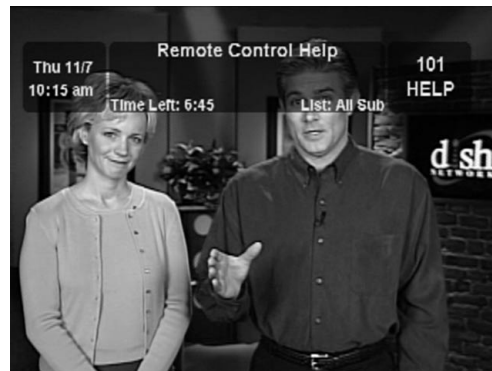 Remote Control Help
Thu 11/7
10:15 am
Time Left: 6:45
List: All Sub
101
HELP
dish
NETWORK